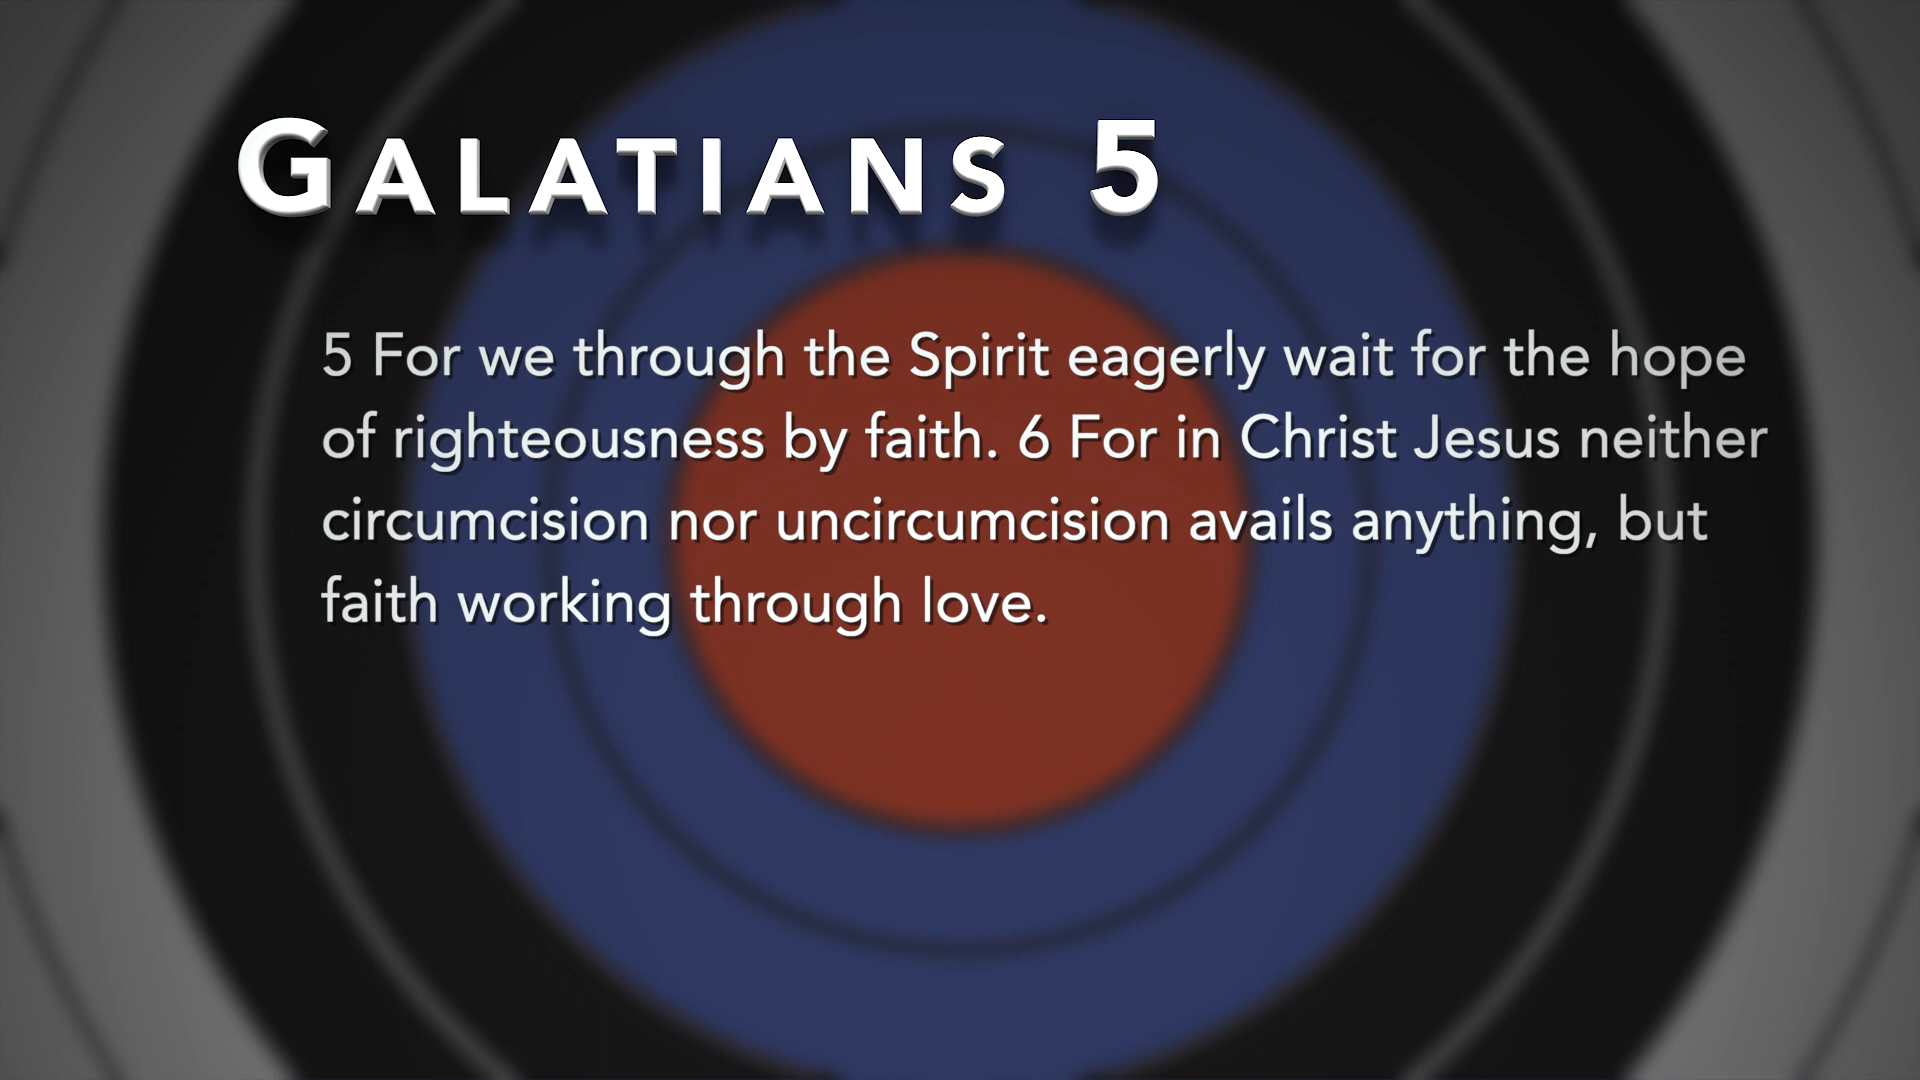 GALATIANS 5
5 For we through the Spirit eagerly wait for the hope
of righteousness by faith. 6 For in Christ Jesus neither
circumcision nor uncircumcision avails anything, but
faith working through love.